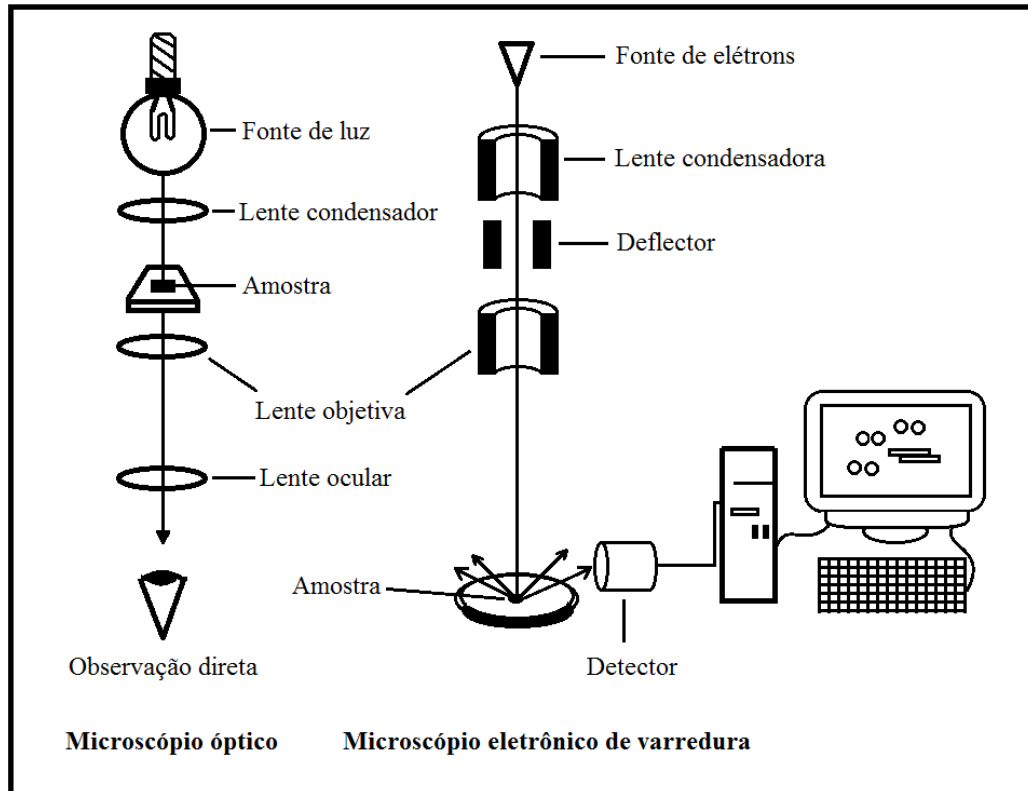 Fonte de luz
Lente condensador
Amostra
Lente objetiva
Lente ocular
Observação direta
Microscópio óptico
Fonte de elétrons
Lente condensadora
Deflector
Amostra
Detector
Microscópio eletrônico de varredura